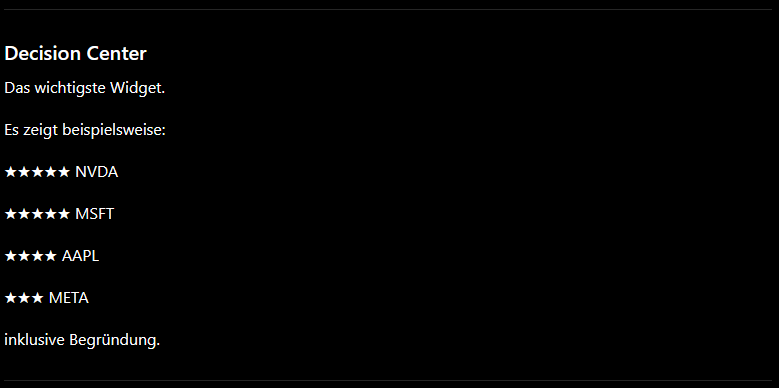 Decision Center
Das wichtigste Widget.
Es zeigt beispielsweise:
★★★★★ NVDA
★★★★★ MSFT
★★★★ AAPL
★★★ META
inklusive Begründung.